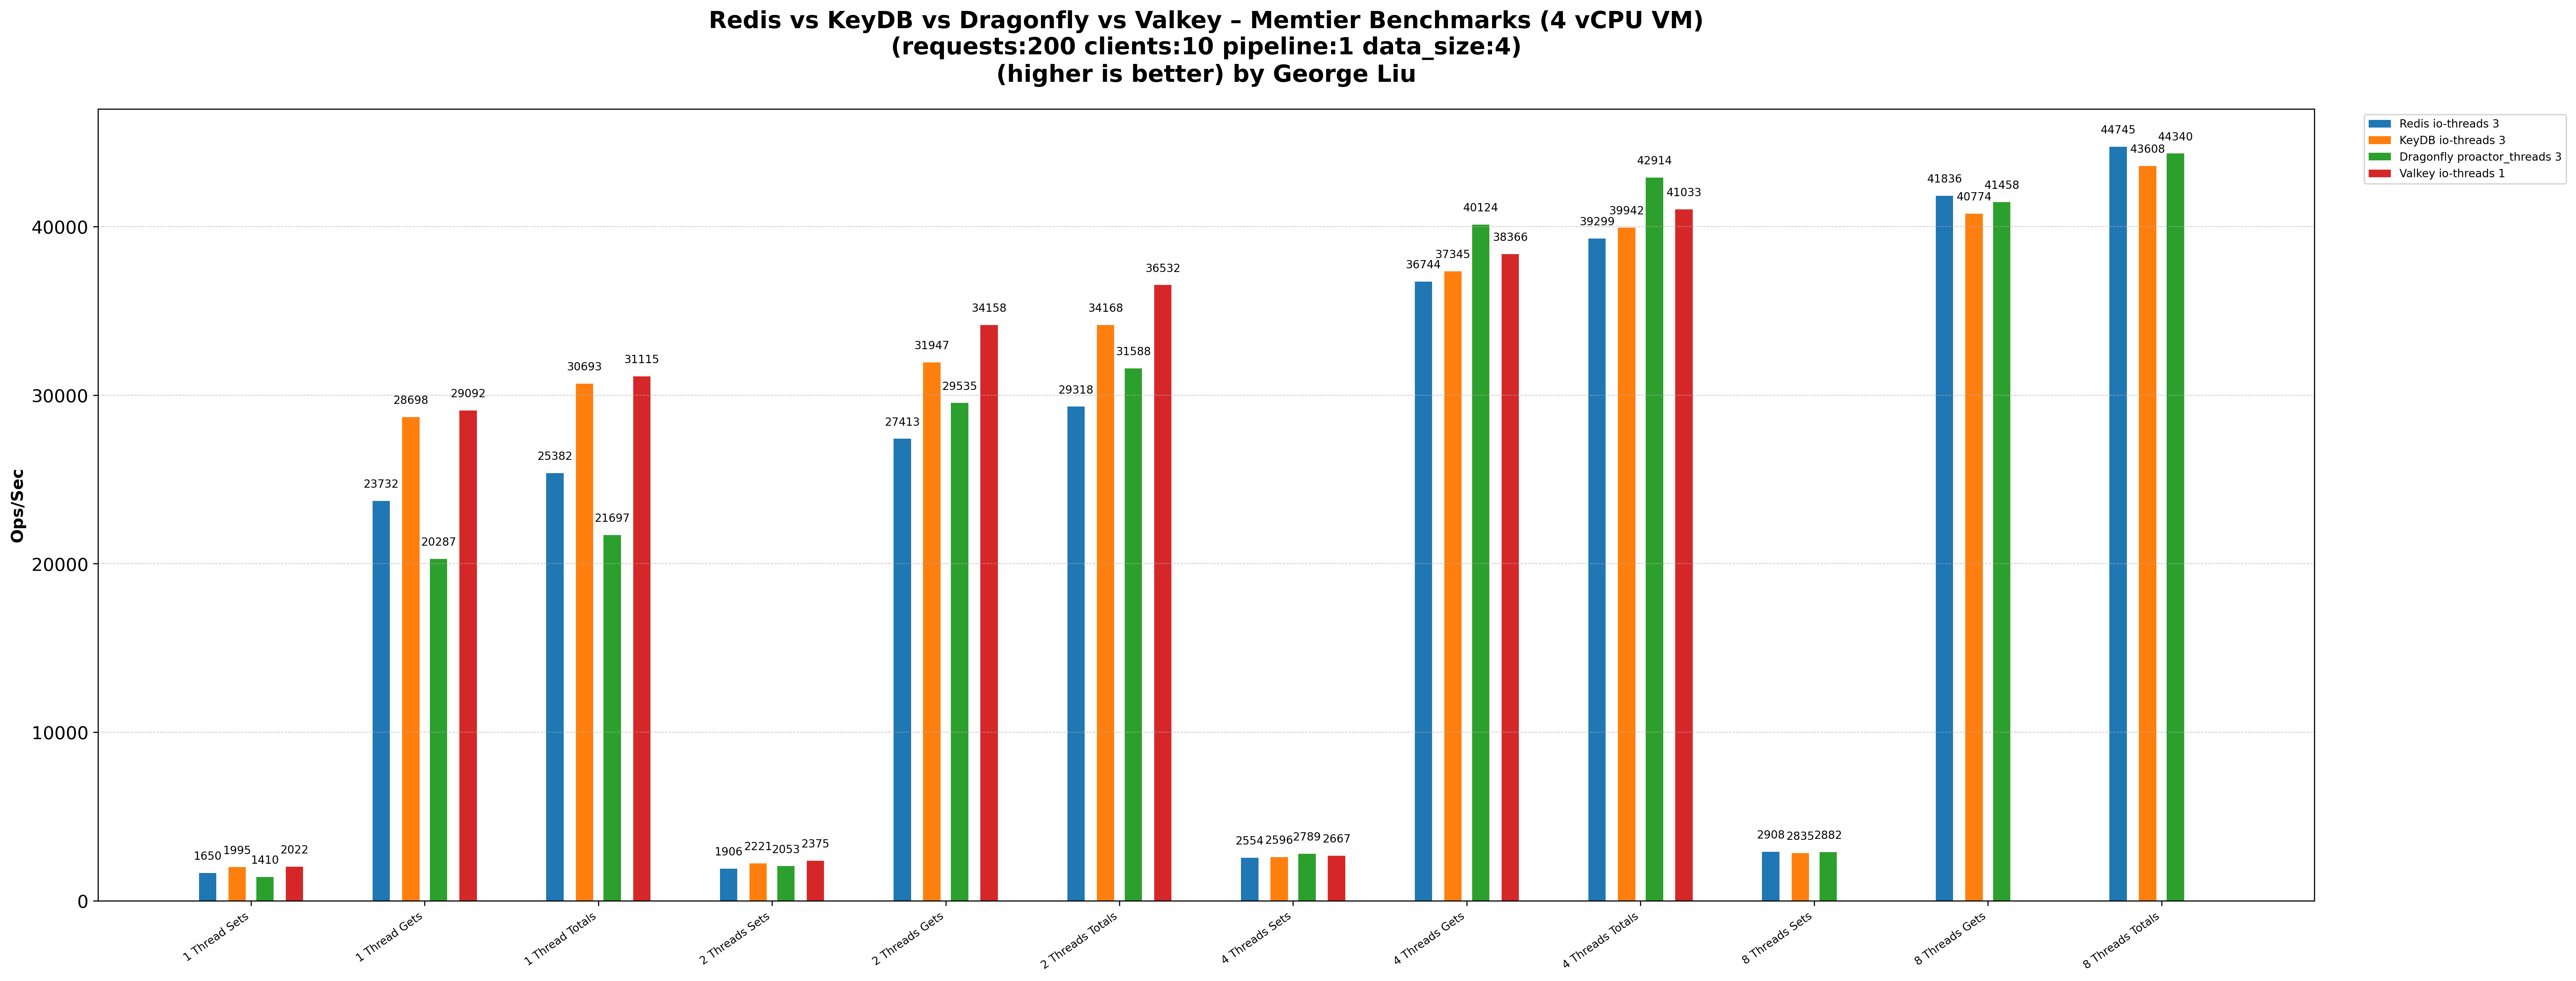 Redis vs KeyDB vs Dragonfly vs Valkey – Memtier Benchmarks (4 vCPU VM)
(requests:200 clients:10 pipeline:1 data_size:4)
(higher is better) by George Liu
Redis io-threads 3
KeyDB io-threads 3
Dragonfly proactor_threads 3
Valkey io-threads 1
Ops/Sec
40000
30000
20000
10000
0
1650
1995
1410
2022
23732
28698
20287
29092
25382
30693
21697
31115
1906
2221
2053
2375
27413
31947
29535
34158
29318
34168
31588
36532
2554
2596
2789
2667
36744
37345
40124
38366
39299
39942
42914
41033
2908
2835
2882
41836
40774
41458
44745
43608
44340
1 Thread Sets
1 Thread Gets
1 Thread Totals
2 Threads Sets
2 Threads Gets
2 Threads Totals
4 Threads Sets
4 Threads Gets
4 Threads Totals
8 Threads Sets
8 Threads Gets
8 Threads Totals